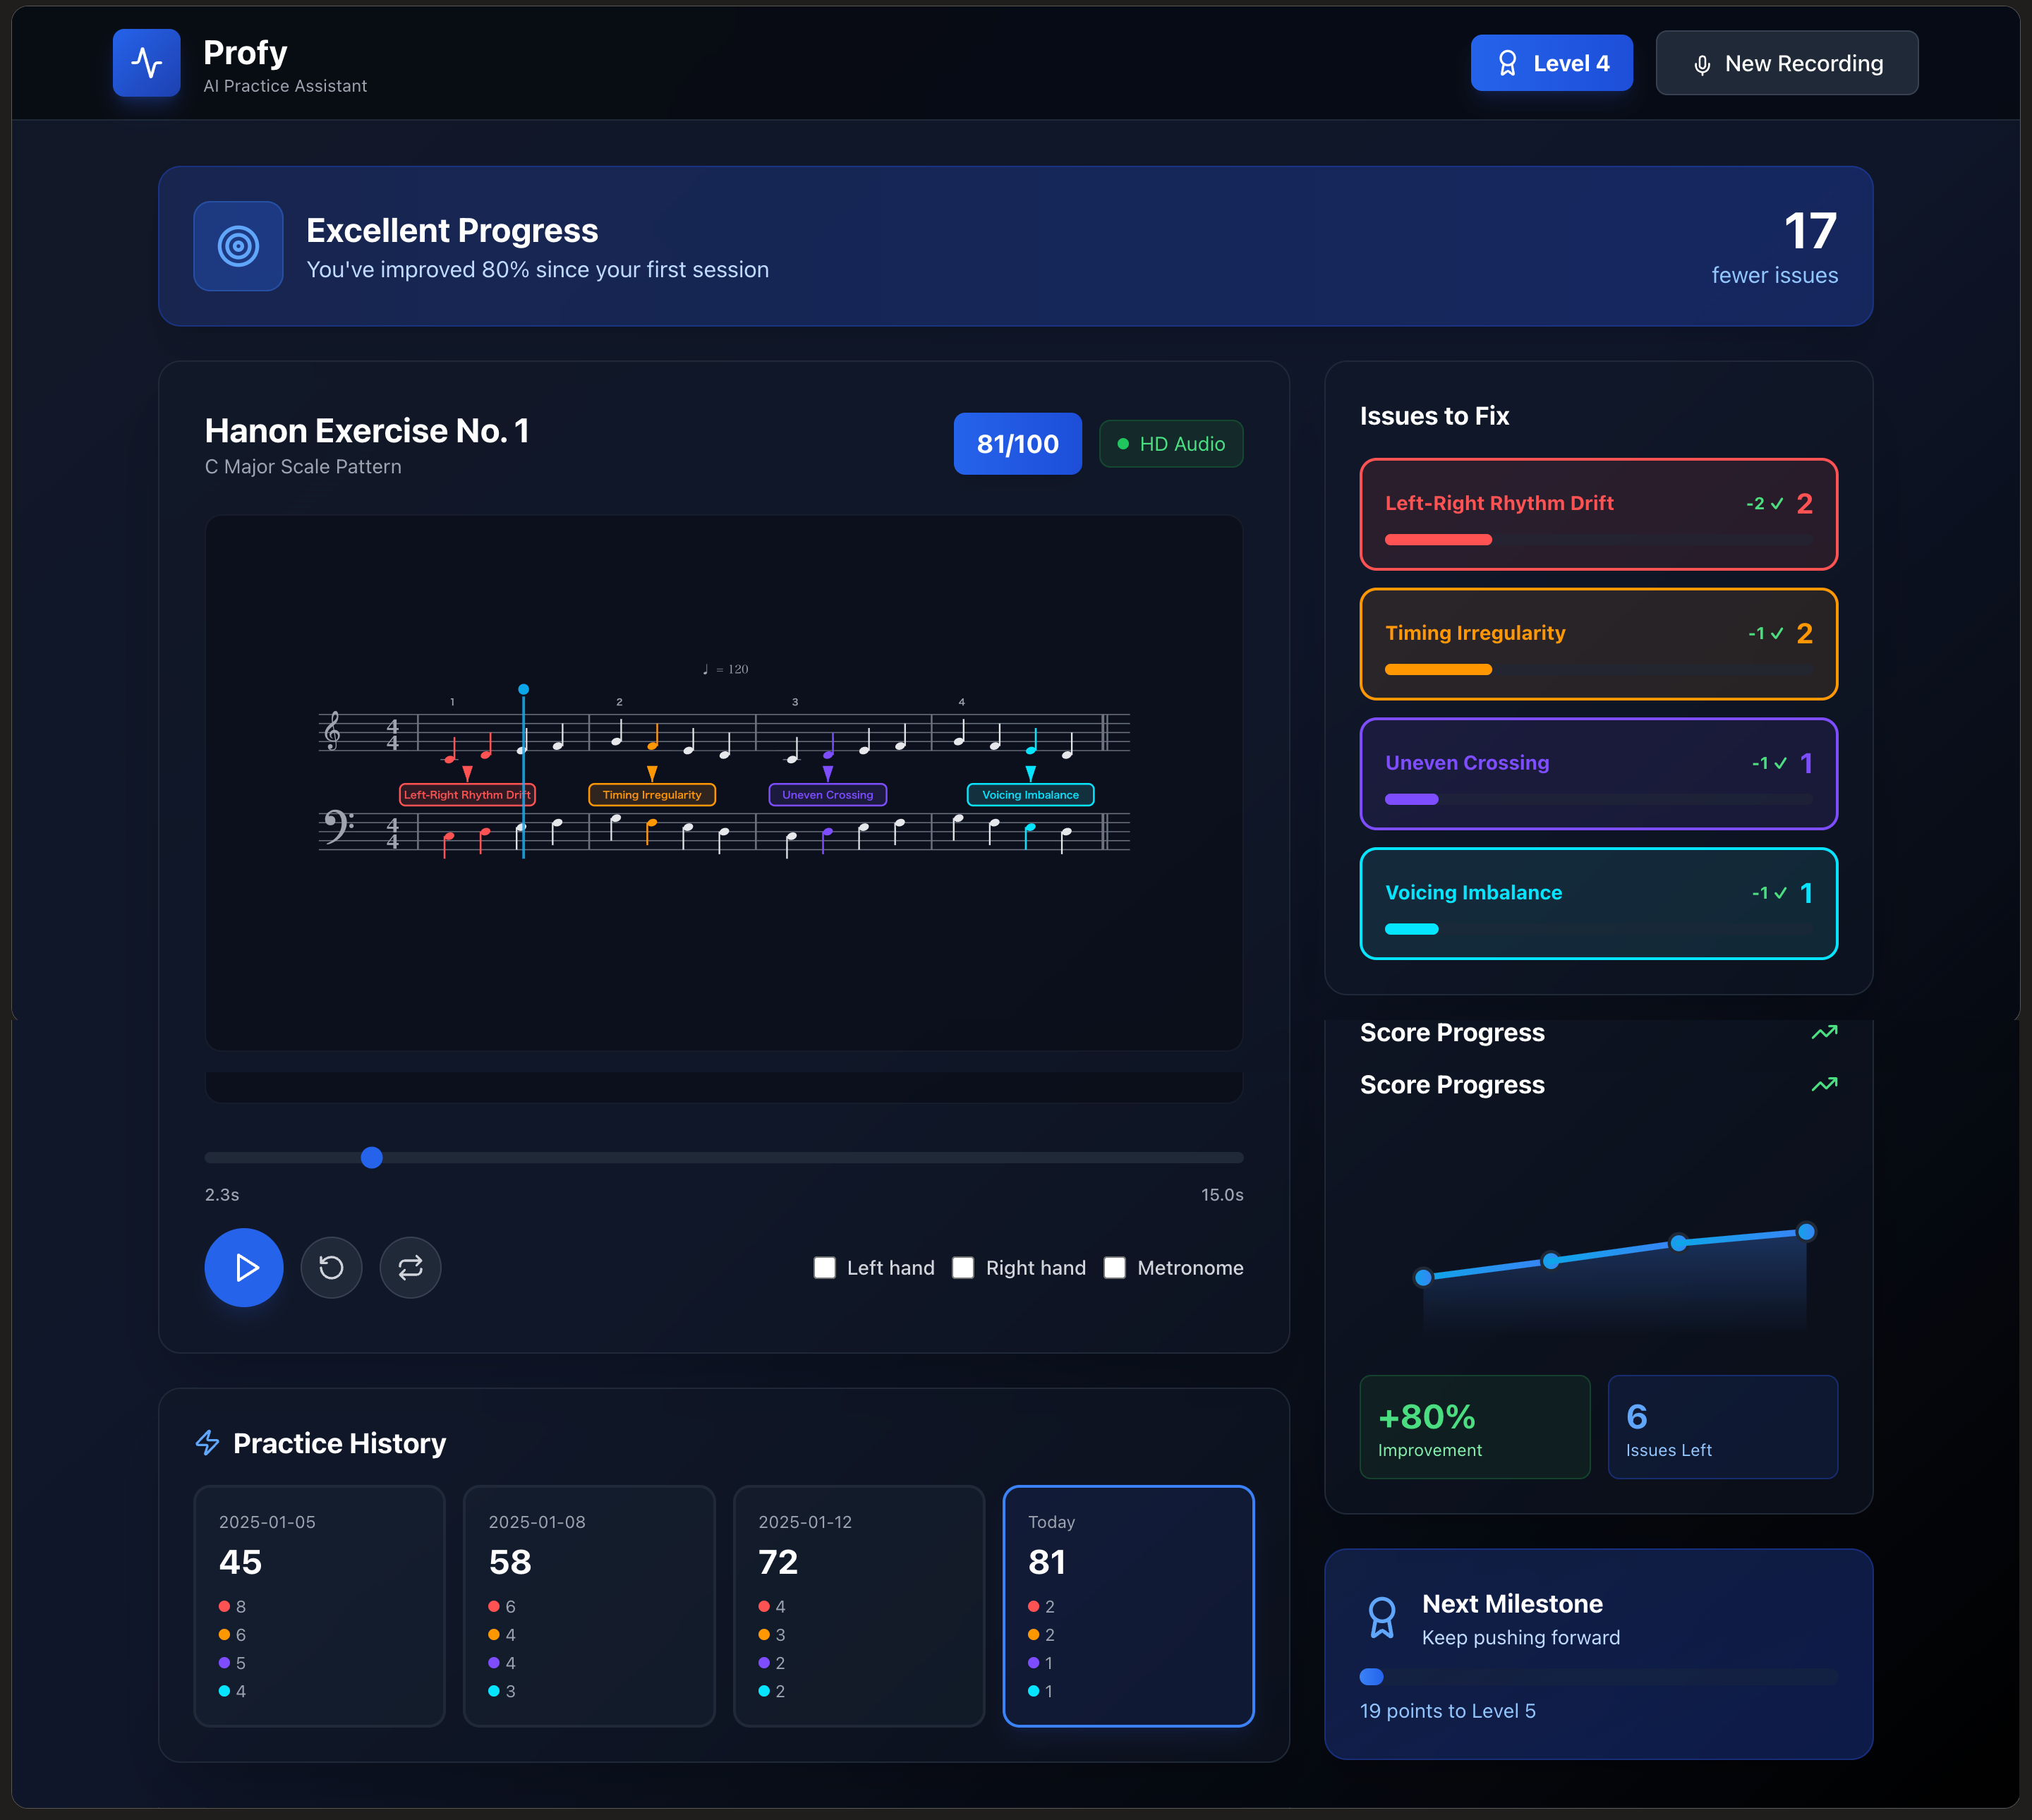 Profy
AI Practice Assistant
Level 4
New Recording
Excellent Progress
You've improved 80% since your first session
17
fewer issues
Hanon Exercise No. 1
C Major Scale Pattern
81/100
HD Audio
♩ = 120
1
2
3
4
4
4
Left-Right Rhythm Drift
Timing Irregularity
Uneven Crossing
Voicing Imbalance
4
4
2.3s
15.0s
Left hand
Right hand
Metronome
Issues to Fix
Left-Right Rhythm Drift
-2 ✓
2
Timing Irregularity
-1 ✓
2
Uneven Crossing
-1 ✓
1
Voicing Imbalance
-1 ✓
1
Score Progress
Score Progress
+80%
Improvement
6
Issues Left
Practice History
2025-01-05
45
8
6
5
4
2025-01-08
58
6
4
4
3
2025-01-12
72
4
3
2
2
Today
81
2
2
1
1
Next Milestone
Keep pushing forward
19 points to Level 5